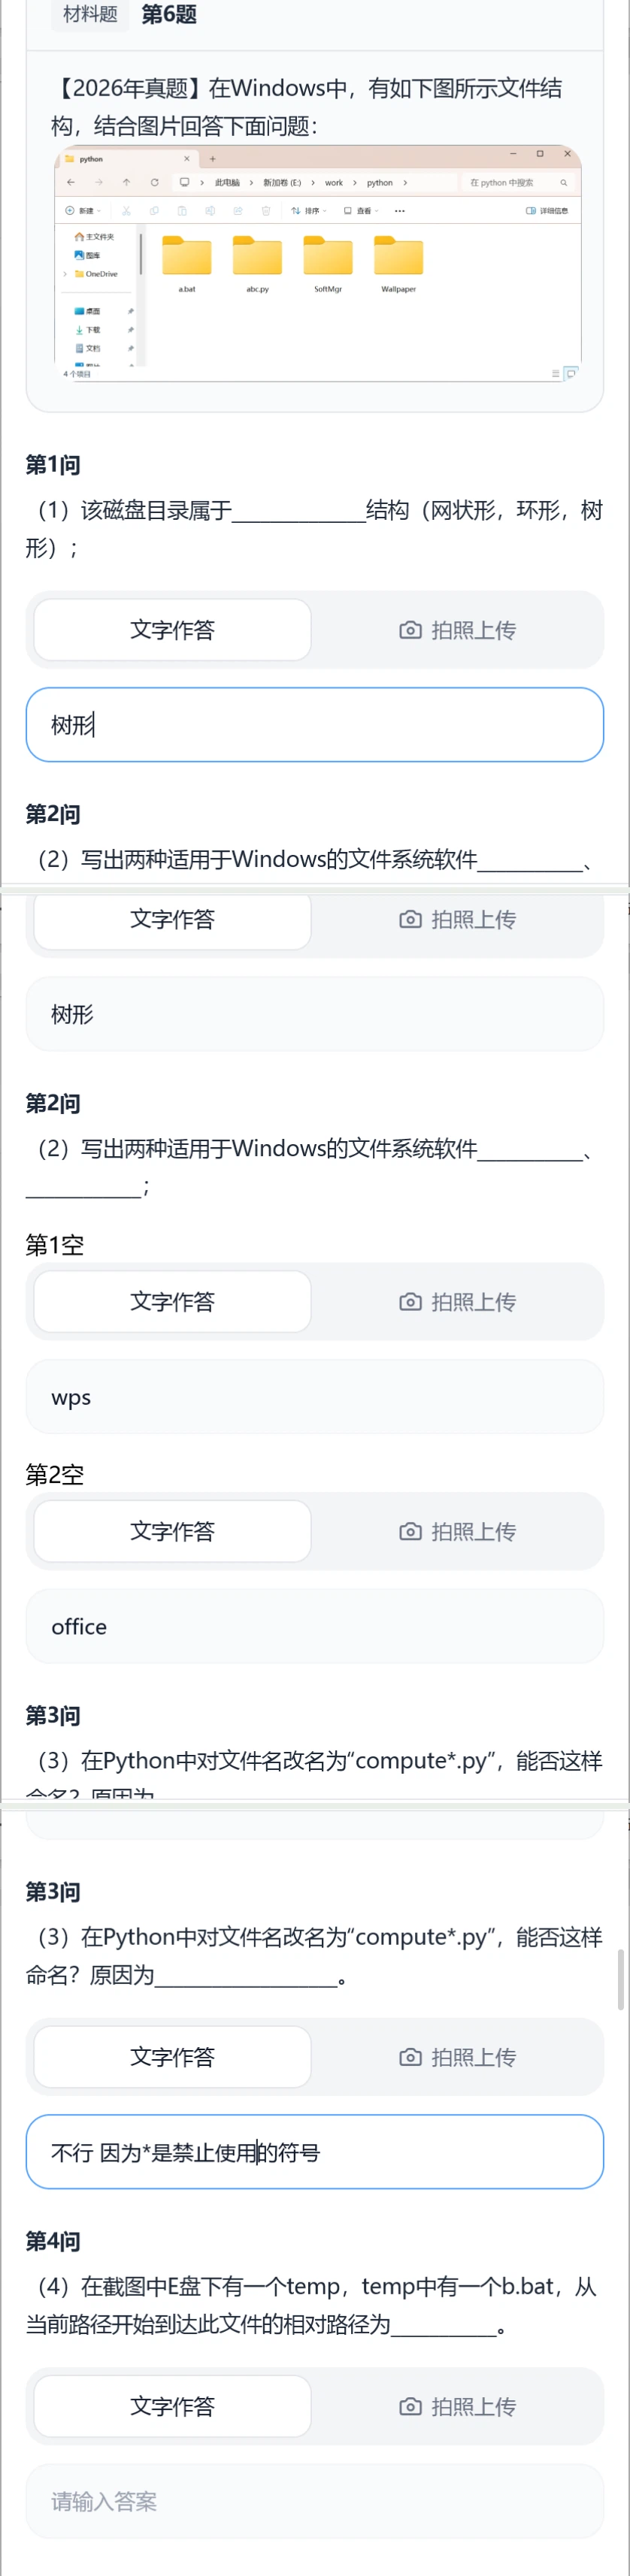 材料题 第6题
【2026年真题】在Windows中，有如下图所示文件结
构，结合图片回答下面问题：
python
此电脑 > 新加卷 (E:) > work > python > 在 python 中搜索
新建 排序 查看 ··· 详细信息
主文件夹
图库
OneDrive
桌面
下载
文档
a.bat abc.py SoftMgr Wallpaper
4 个项目
第1问
（1）该磁盘目录属于____________结构（网状形，环形，树
形）；
文字作答 拍照上传
树形
第2问
（2）写出两种适用于Windows的文件系统软件__________、
文字作答 拍照上传
树形
第2问
（2）写出两种适用于Windows的文件系统软件__________、
___________；
第1空
文字作答 拍照上传
wps
第2空
文字作答 拍照上传
office
第3问
（3）在Python中对文件名改名为“compute*.py”，能否这样
命名？原因为
第3问
（3）在Python中对文件名改名为“compute*.py”，能否这样
命名？原因为_________________。
文字作答 拍照上传
不行 因为*是禁止使用的符号
第4问
（4）在截图中E盘下有一个temp，temp中有一个b.bat，从
当前路径开始到达此文件的相对路径为__________。
文字作答 拍照上传
请输入答案